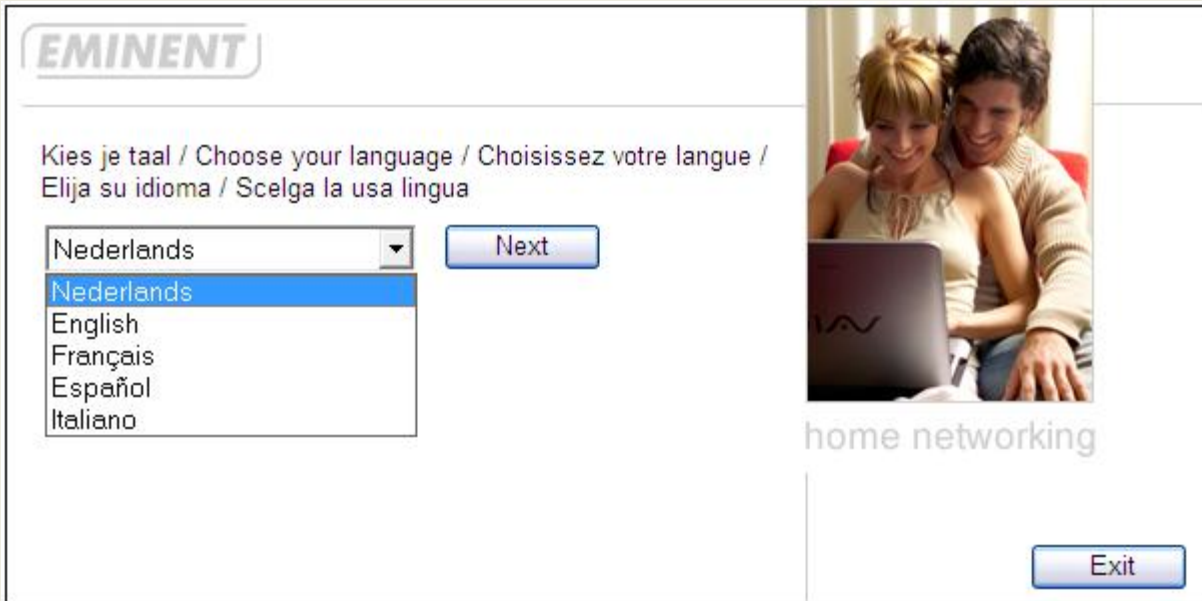 EMINENT
Kies je taal / Choose your language / Choisissez votre langue /
Elija su idioma / Scelga la usa lingua
Nederlands
Next
Nederlands
English
Français
Español
Italiano
home networking
Exit